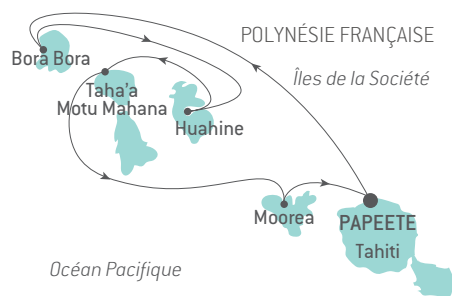 POLYNÉSIE FRANÇAISE
Bora Bora
Îles de la Société
Taha'a
Motu Mahana
Huahine
Moorea
PAPEETE
Tahiti
Océan Pacifique